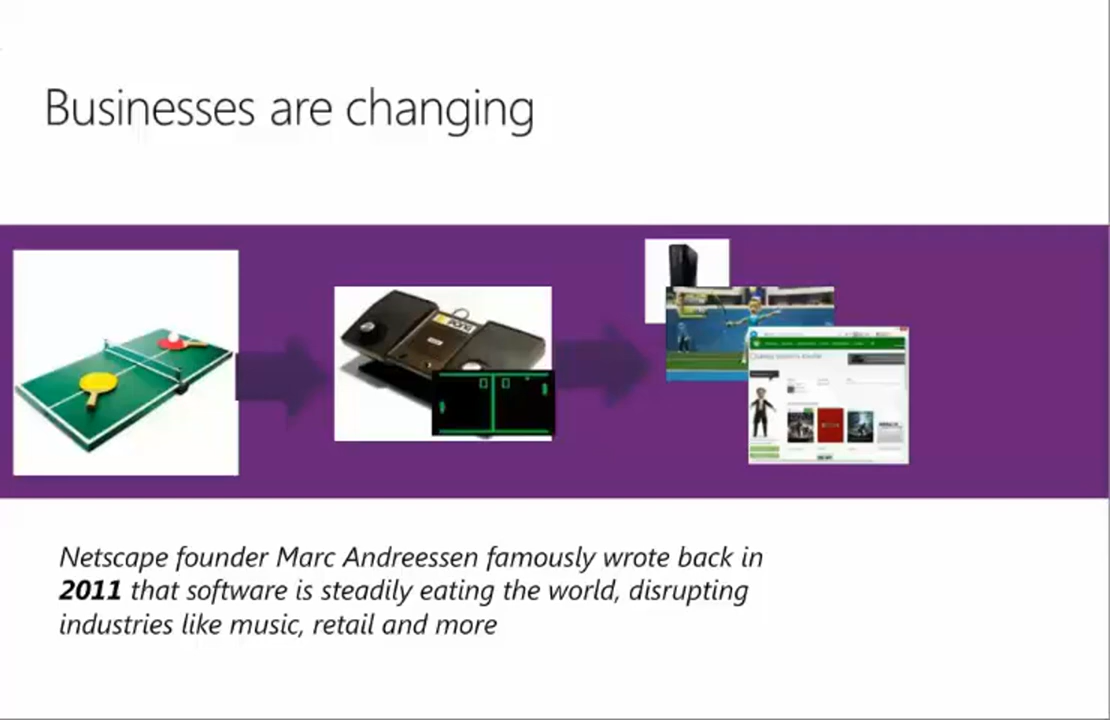 Businesses are changing
PONG
Netscape founder Marc Andreessen famously wrote back in
2011 that software is steadily eating the world, disrupting
industries like music, retail and more